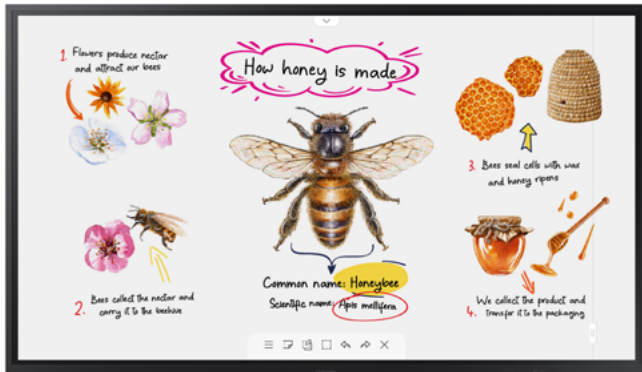 How honey is made
1. Flowers produce nectar
and attract our bees
2. Bees collect the nectar and
carry it to the beehive
Common name: Honeybee
Scientific name: Apis mellifera
3. Bees seal cells with wax
and honey ripens
4. We collect the product and
transfer it to the packaging